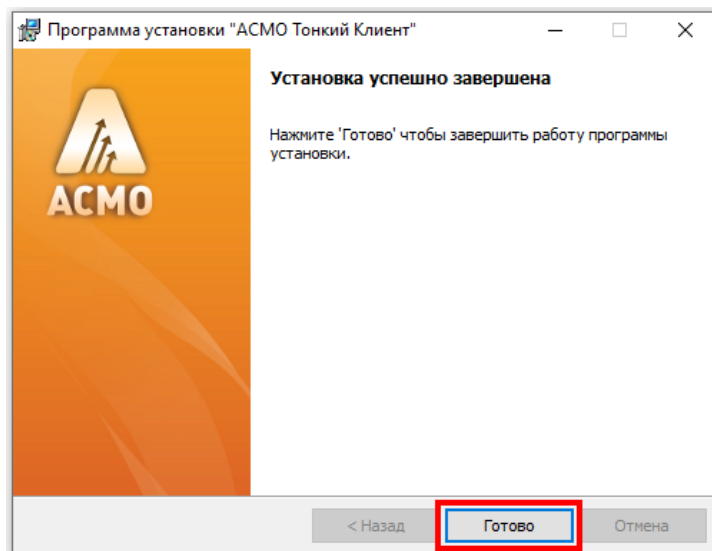 Программа установки "АСМО Тонкий Клиент"
Установка успешно завершена
Нажмите 'Готово' чтобы завершить работу программы
установки.
АСМО
< Назад
Готово
Отмена